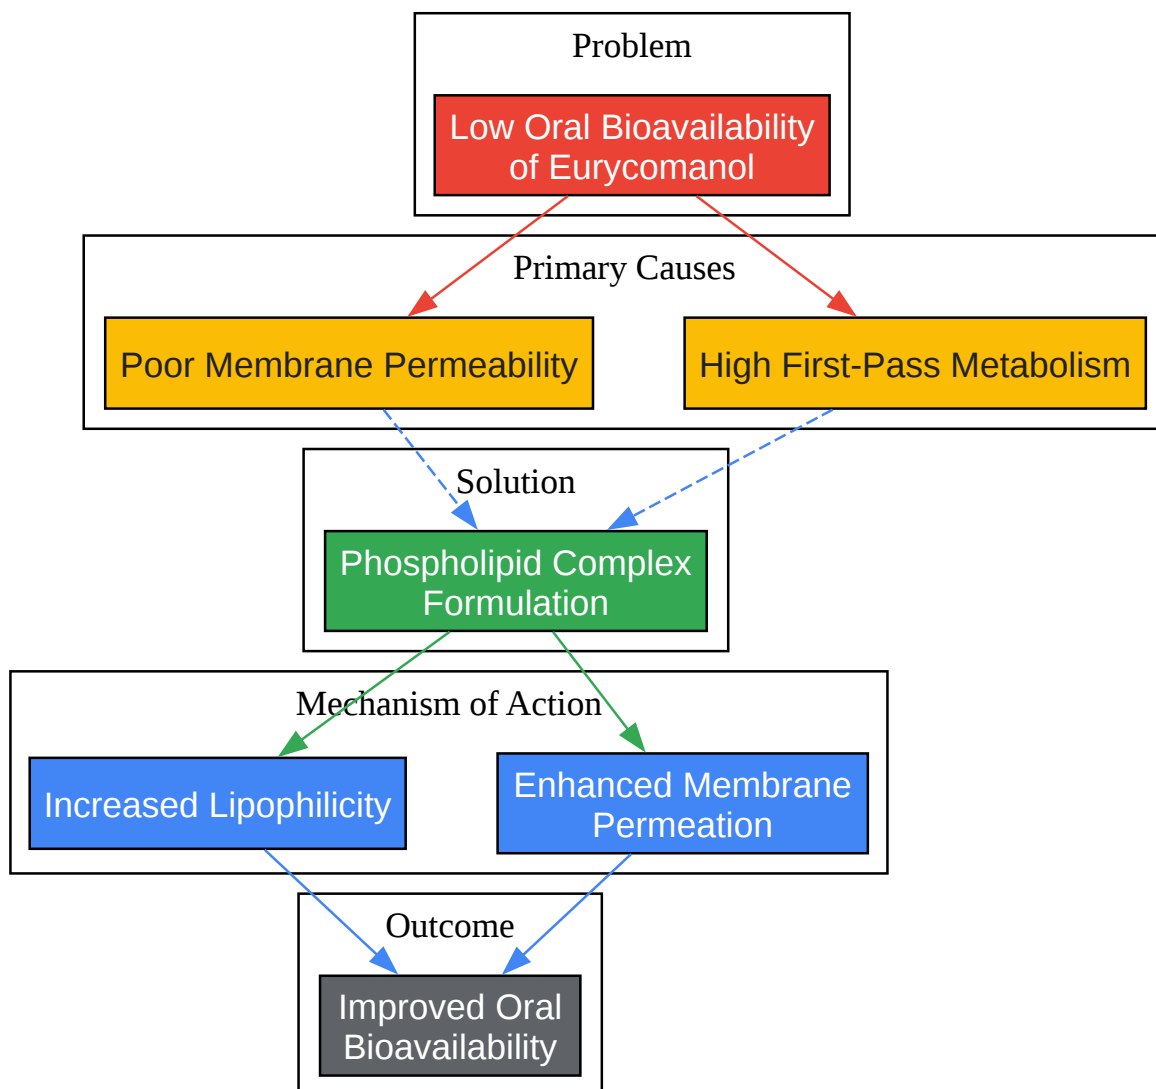 Problem
Low Oral Bioavailability
of Eurycomanol
Primary Causes
Poor Membrane Permeability
High First-Pass Metabolism
Solution
Phospholipid Complex
Formulation
Mechanism of Action
Increased Lipophilicity
Enhanced Membrane
Permeation
Outcome
Improved Oral
Bioavailability